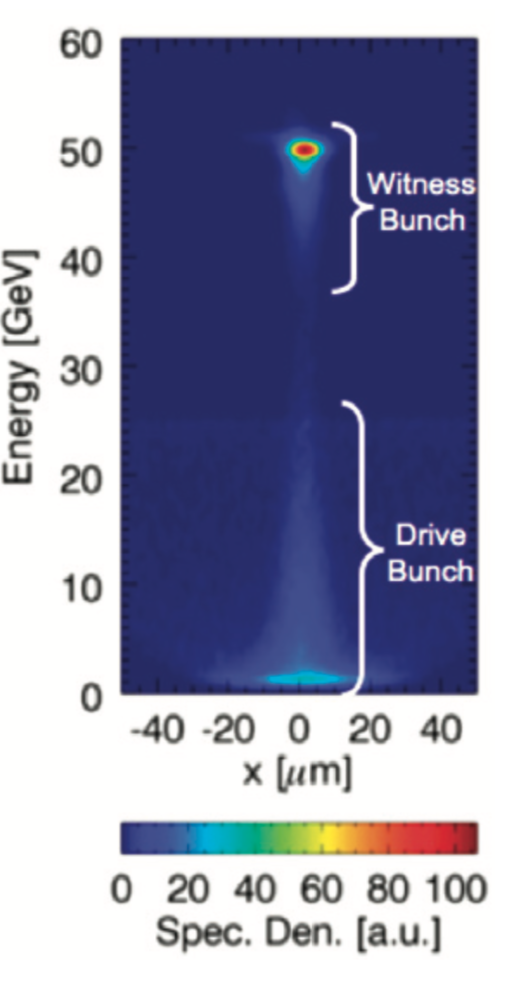 60
50
40
30
20
10
0
Energy [GeV]
Witness
Bunch
Drive
Bunch
-40 -20 0 20 40
x [μm]
0 20 40 60 80 100
Spec. Den. [a.u.]